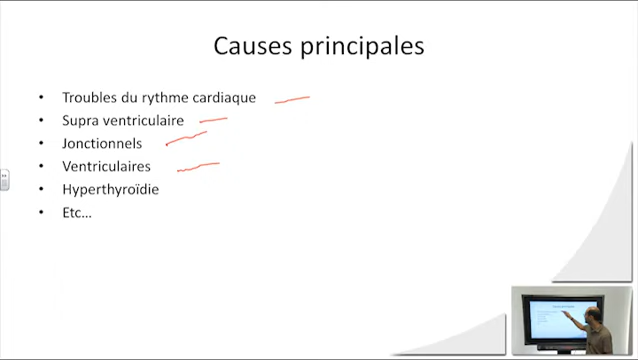 Causes principales
• Troubles du rythme cardiaque
• Supra ventriculaire
• Jonctionnels
• Ventriculaires
• Hyperthyroïdie
• Etc...